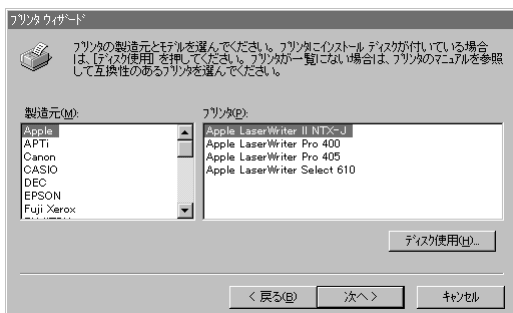 プリンタ ウィザード
プリンタの製造元とモデルを選んでください。プリンタにインストール ディスクが付いている場合
は、[ディスク使用] を押してください。プリンタが一覧にない場合は、プリンタのマニュアルを参照
して互換性のあるプリンタを選んでください。
製造元(M):
プリンタ(P):
Apple
APTi
Canon
CASIO
DEC
EPSON
Fuji Xerox
Apple LaserWriter II NTX-J
Apple LaserWriter Pro 400
Apple LaserWriter Pro 405
Apple LaserWriter Select 610
ディスク使用(H)...
< 戻る(B)
次へ >
キャンセル